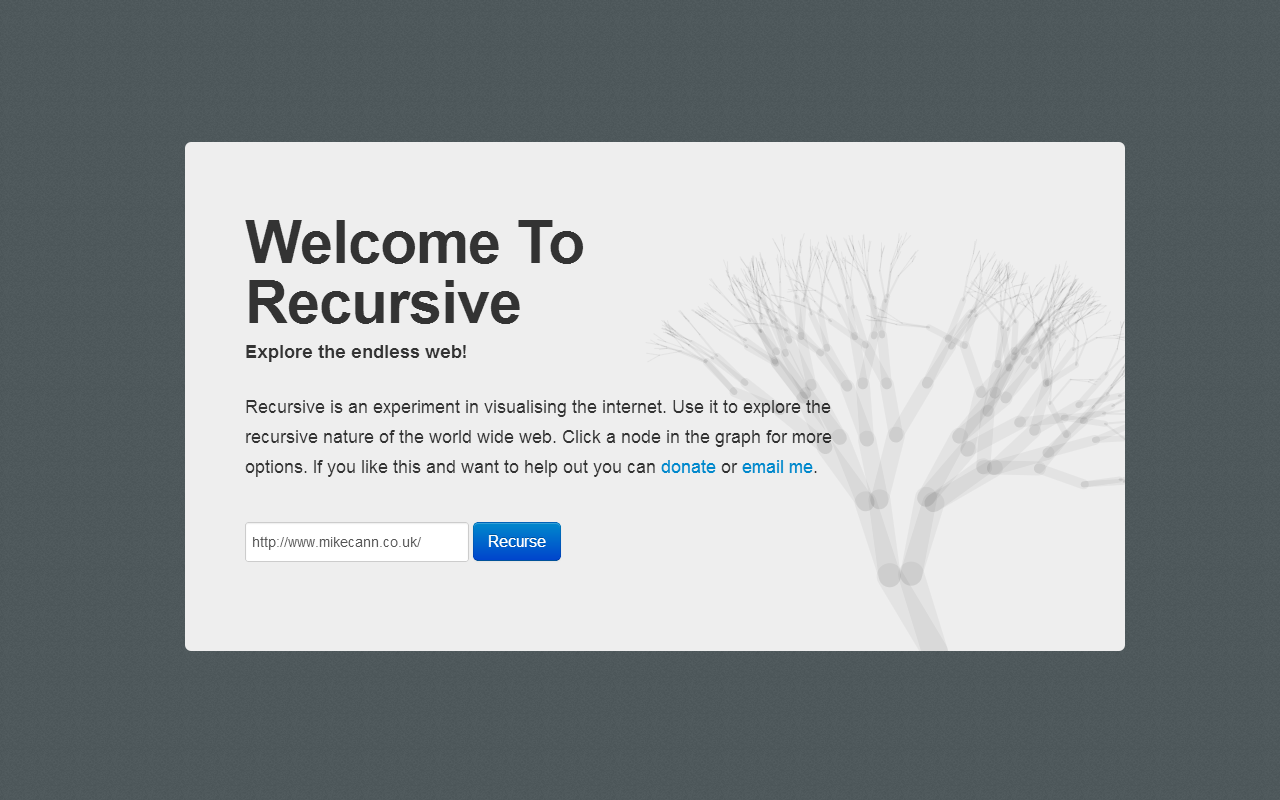 Welcome To
Recursive
Explore the endless web!
Recursive is an experiment in visualising the internet. Use it to explore the
recursive nature of the world wide web. Click a node in the graph for more
options. If you like this and want to help out you can donate or email me.
http://www.mikecann.co.uk/ Recurse